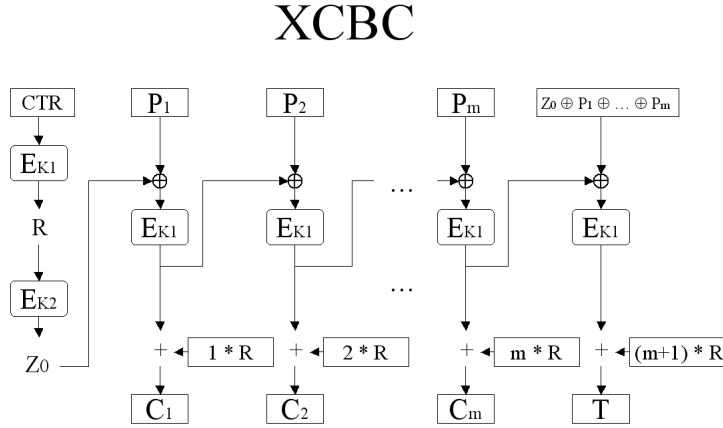 XCBC
CTR P1 P2 Pm Z0 ⊕ P1 ⊕ … ⊕ Pm
EK1
…
R EK1 EK1 EK1 EK1
EK2 …
+ 1 * R + 2 * R + m * R + (m+1) * R
Z0
C1 C2 Cm T